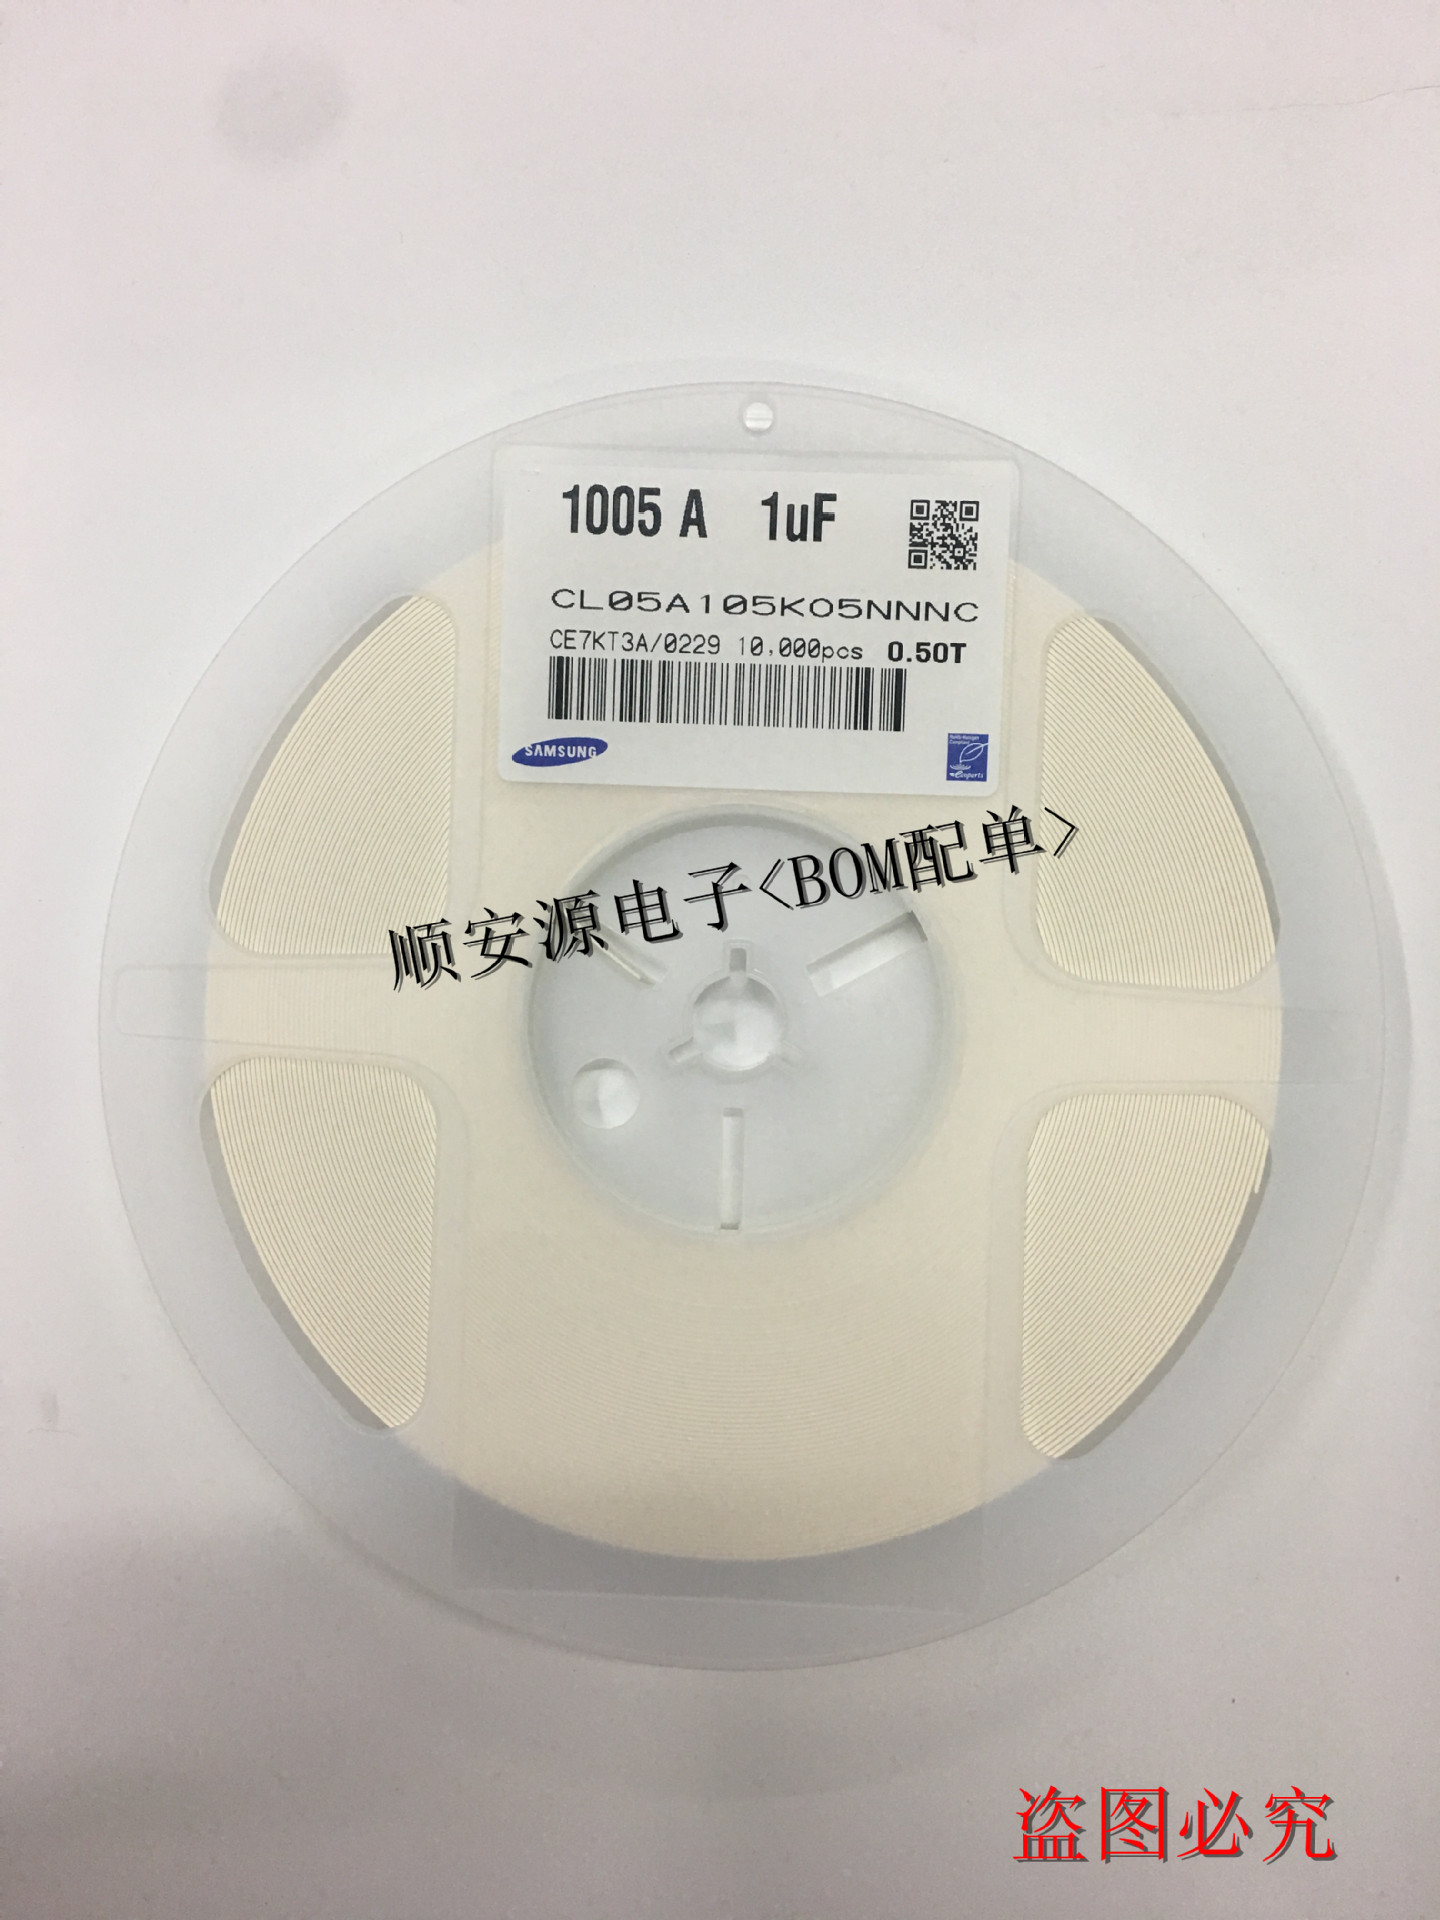 1005 A 1uF
CL05A105KO5NNNC
CE7KT3A/0229 10,000pcs 0.50T
SAMSUNG
顺安源电子<BOM配单>
盗图必究